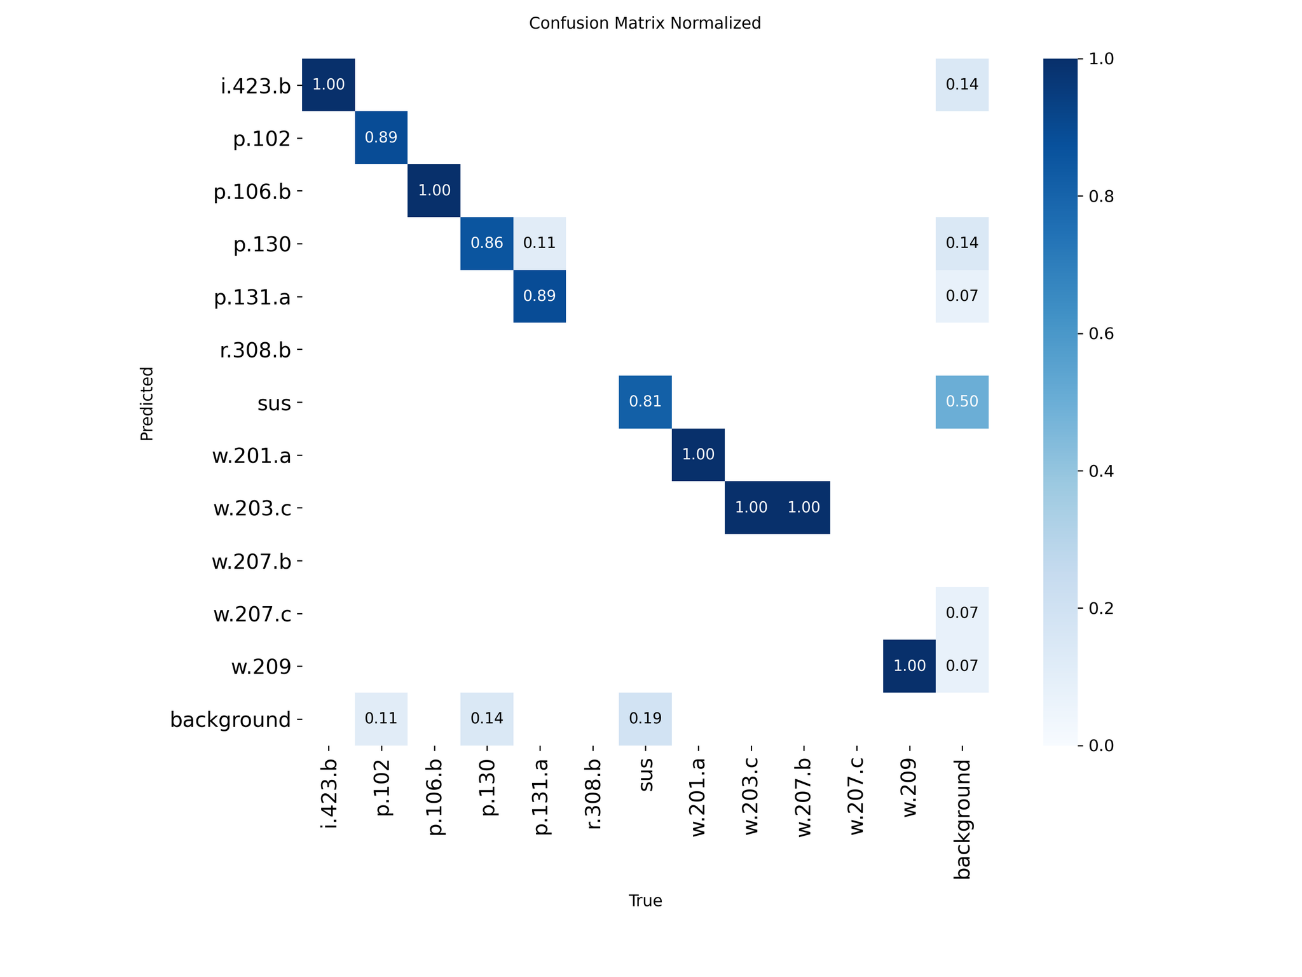 Confusion Matrix Normalized
i.423.b 1.00 0.14
p.102 0.89
p.106.b 1.00
p.130 0.86 0.11 0.14
p.131.a 0.89 0.07
r.308.b
sus 0.81 0.50
w.201.a 1.00
w.203.c 1.00 1.00
w.207.b
w.207.c 0.07
w.209 1.00 0.07
background 0.11 0.14 0.19
i.423.b p.102 p.106.b p.130 p.131.a r.308.b sus w.201.a w.203.c w.207.b w.207.c w.209 background
True
Predicted
1.0
0.8
0.6
0.4
0.2
0.0